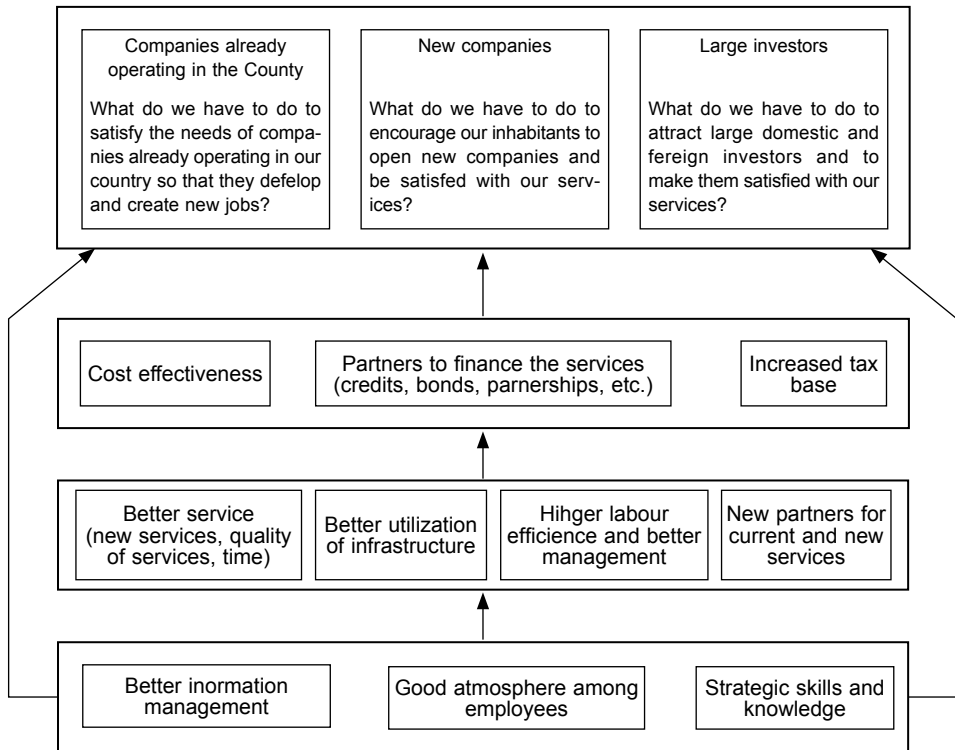 Companies already
operating in the County
What do we have to do to
satisfy the needs of compa-
nies already operating in our
country so that they defelop
and create new jobs?
New companies
What do we have to do to
encourage our inhabitants to
open new companies and
be satisfed with our serv-
ices?
Large investors
What do we have to do to
attract large domestic and
fereign investors and to
make them satisfied with our
services?
Cost effectiveness
Partners to finance the services
(credits, bonds, parnerships, etc.)
Increased tax
base
Better service
(new services, quality
of services, time)
Better utilization
of infrastructure
Hihger labour
efficience and better
management
New partners for
current and new
services
Better inormation
management
Good atmosphere among
employees
Strategic skills and
knowledge